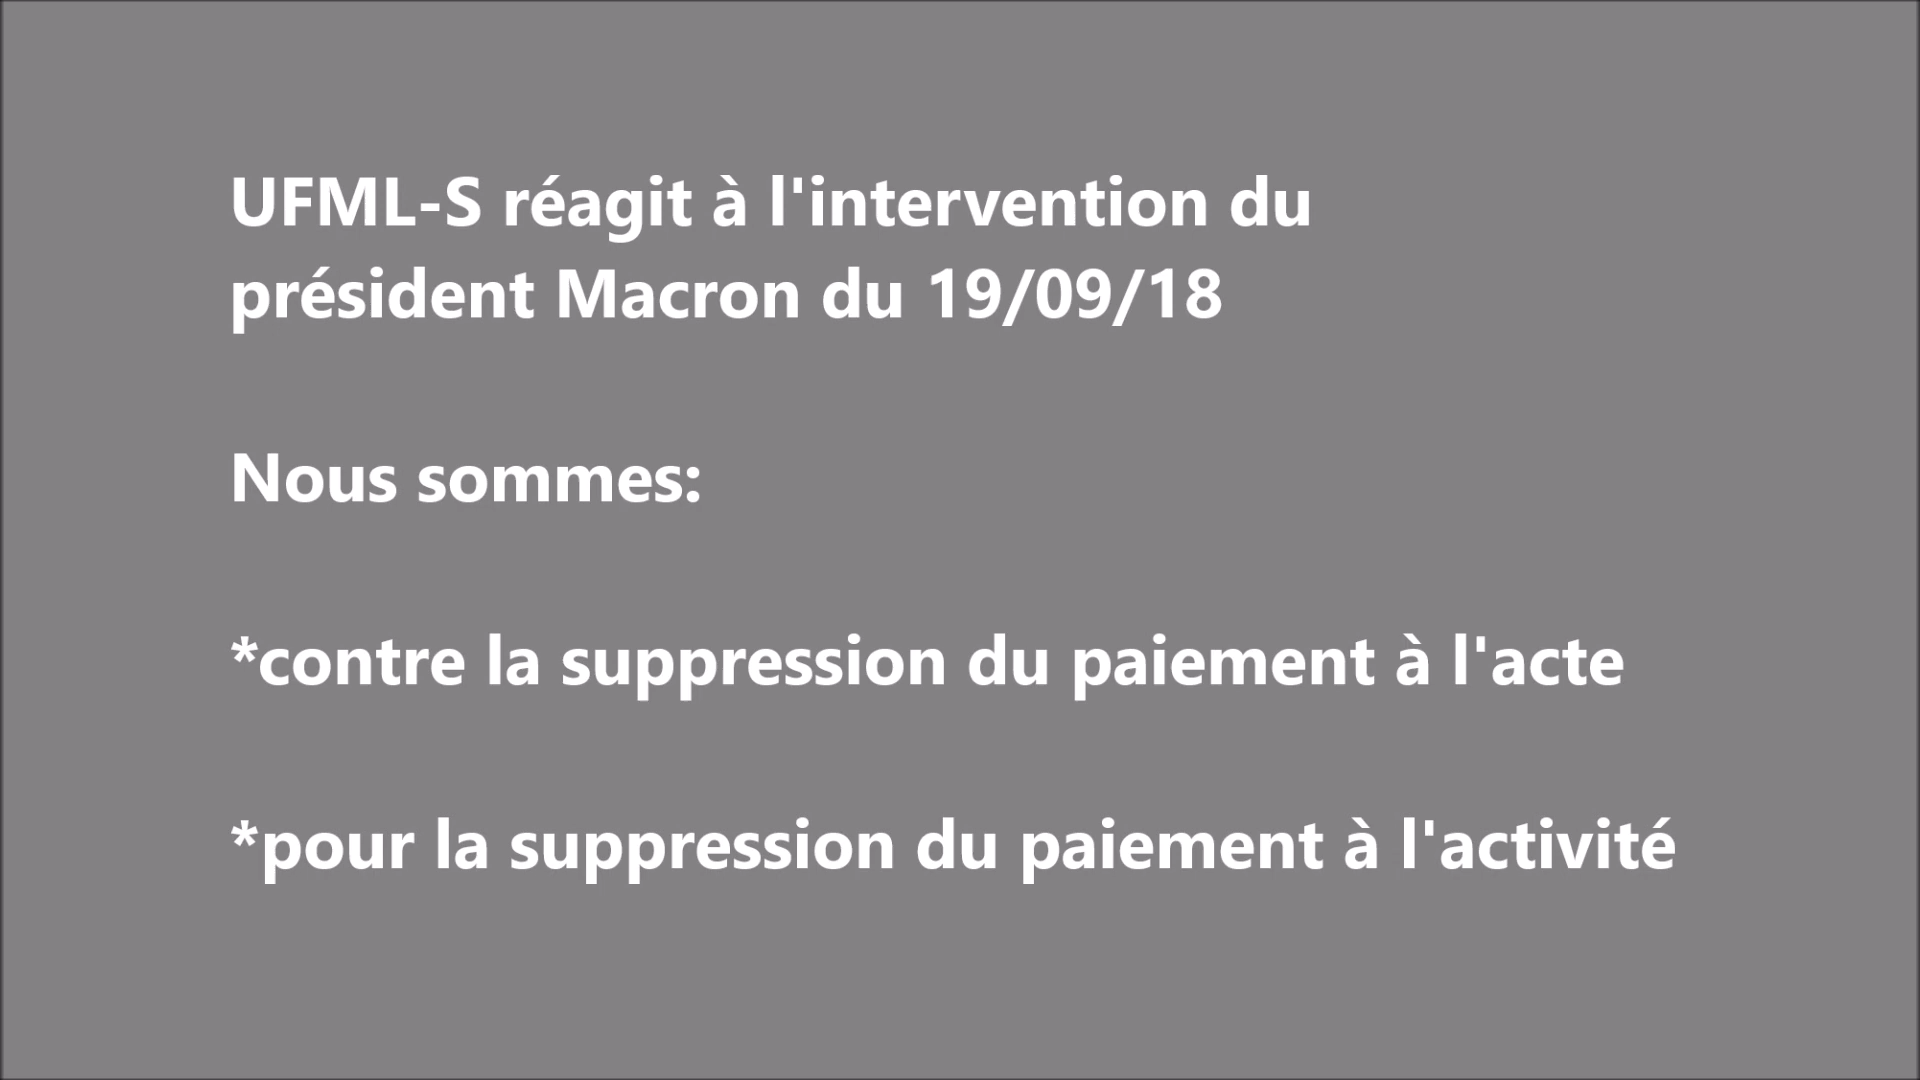 UFML-S réagit à l'intervention du
président Macron du 19/09/18
Nous sommes:
*contre la suppression du paiement à l'acte
*pour la suppression du paiement à l'activité